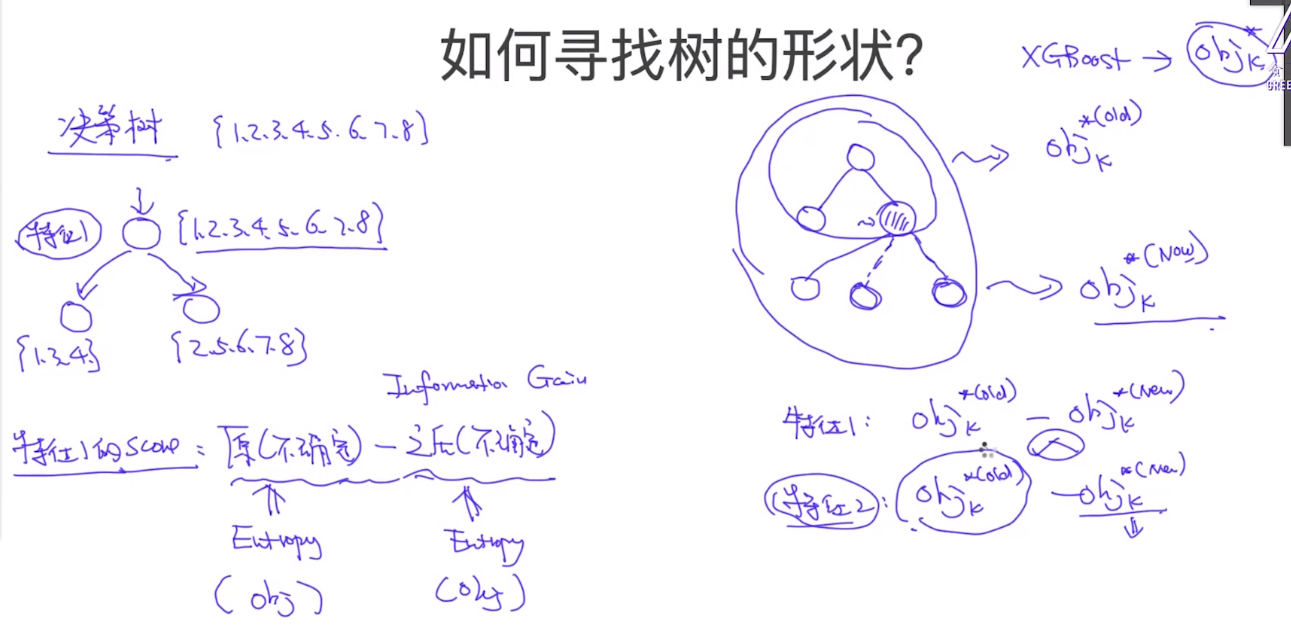 如何寻找树的形状?
XGBoost → obj_K^*
GREE
决策树 {1.2.3.4.5.6.7.8}
特征1 {1.2.3.4.5.6.7.8}
{1.3.4} {2.5.6.7.8}
Information Gain
特征1的score: 原(不确定) - 之后(不确定)
Entropy Entropy
(obj) (obj)
obj_K^*(old)
obj_K^*(Now)
特征1: obj_K^*(old) - obj_K^*(New)
特征2: obj_K^*(old) - obj_K^*(New)